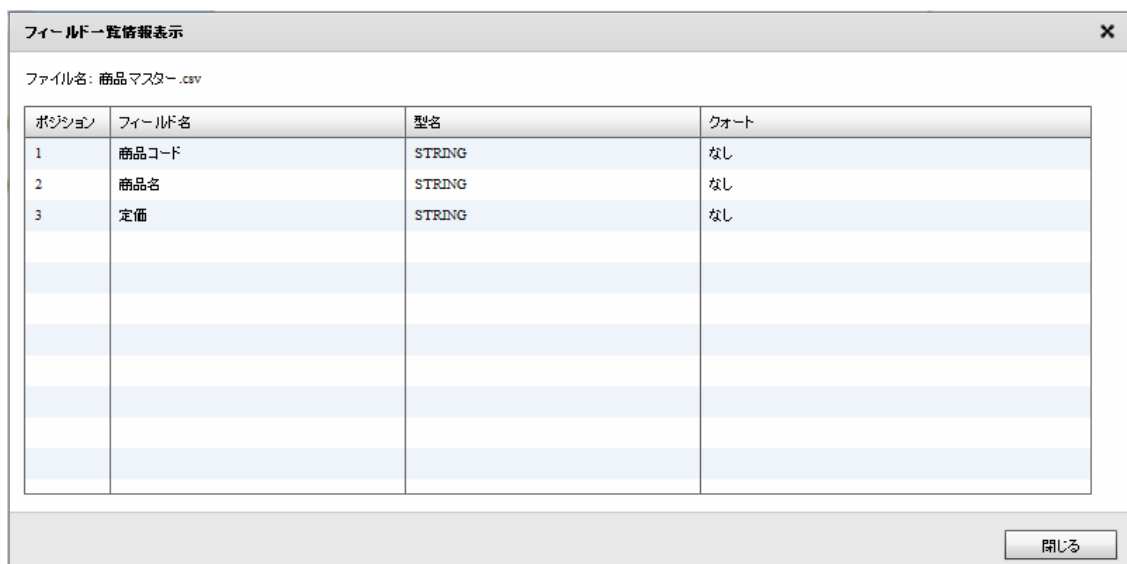 フィールド一覧情報表示
ファイル名: 商品マスター.csv
ポジション フィールド名 型名 クォート
1 商品コード STRING なし
2 商品名 STRING なし
3 定価 STRING なし
閉じる